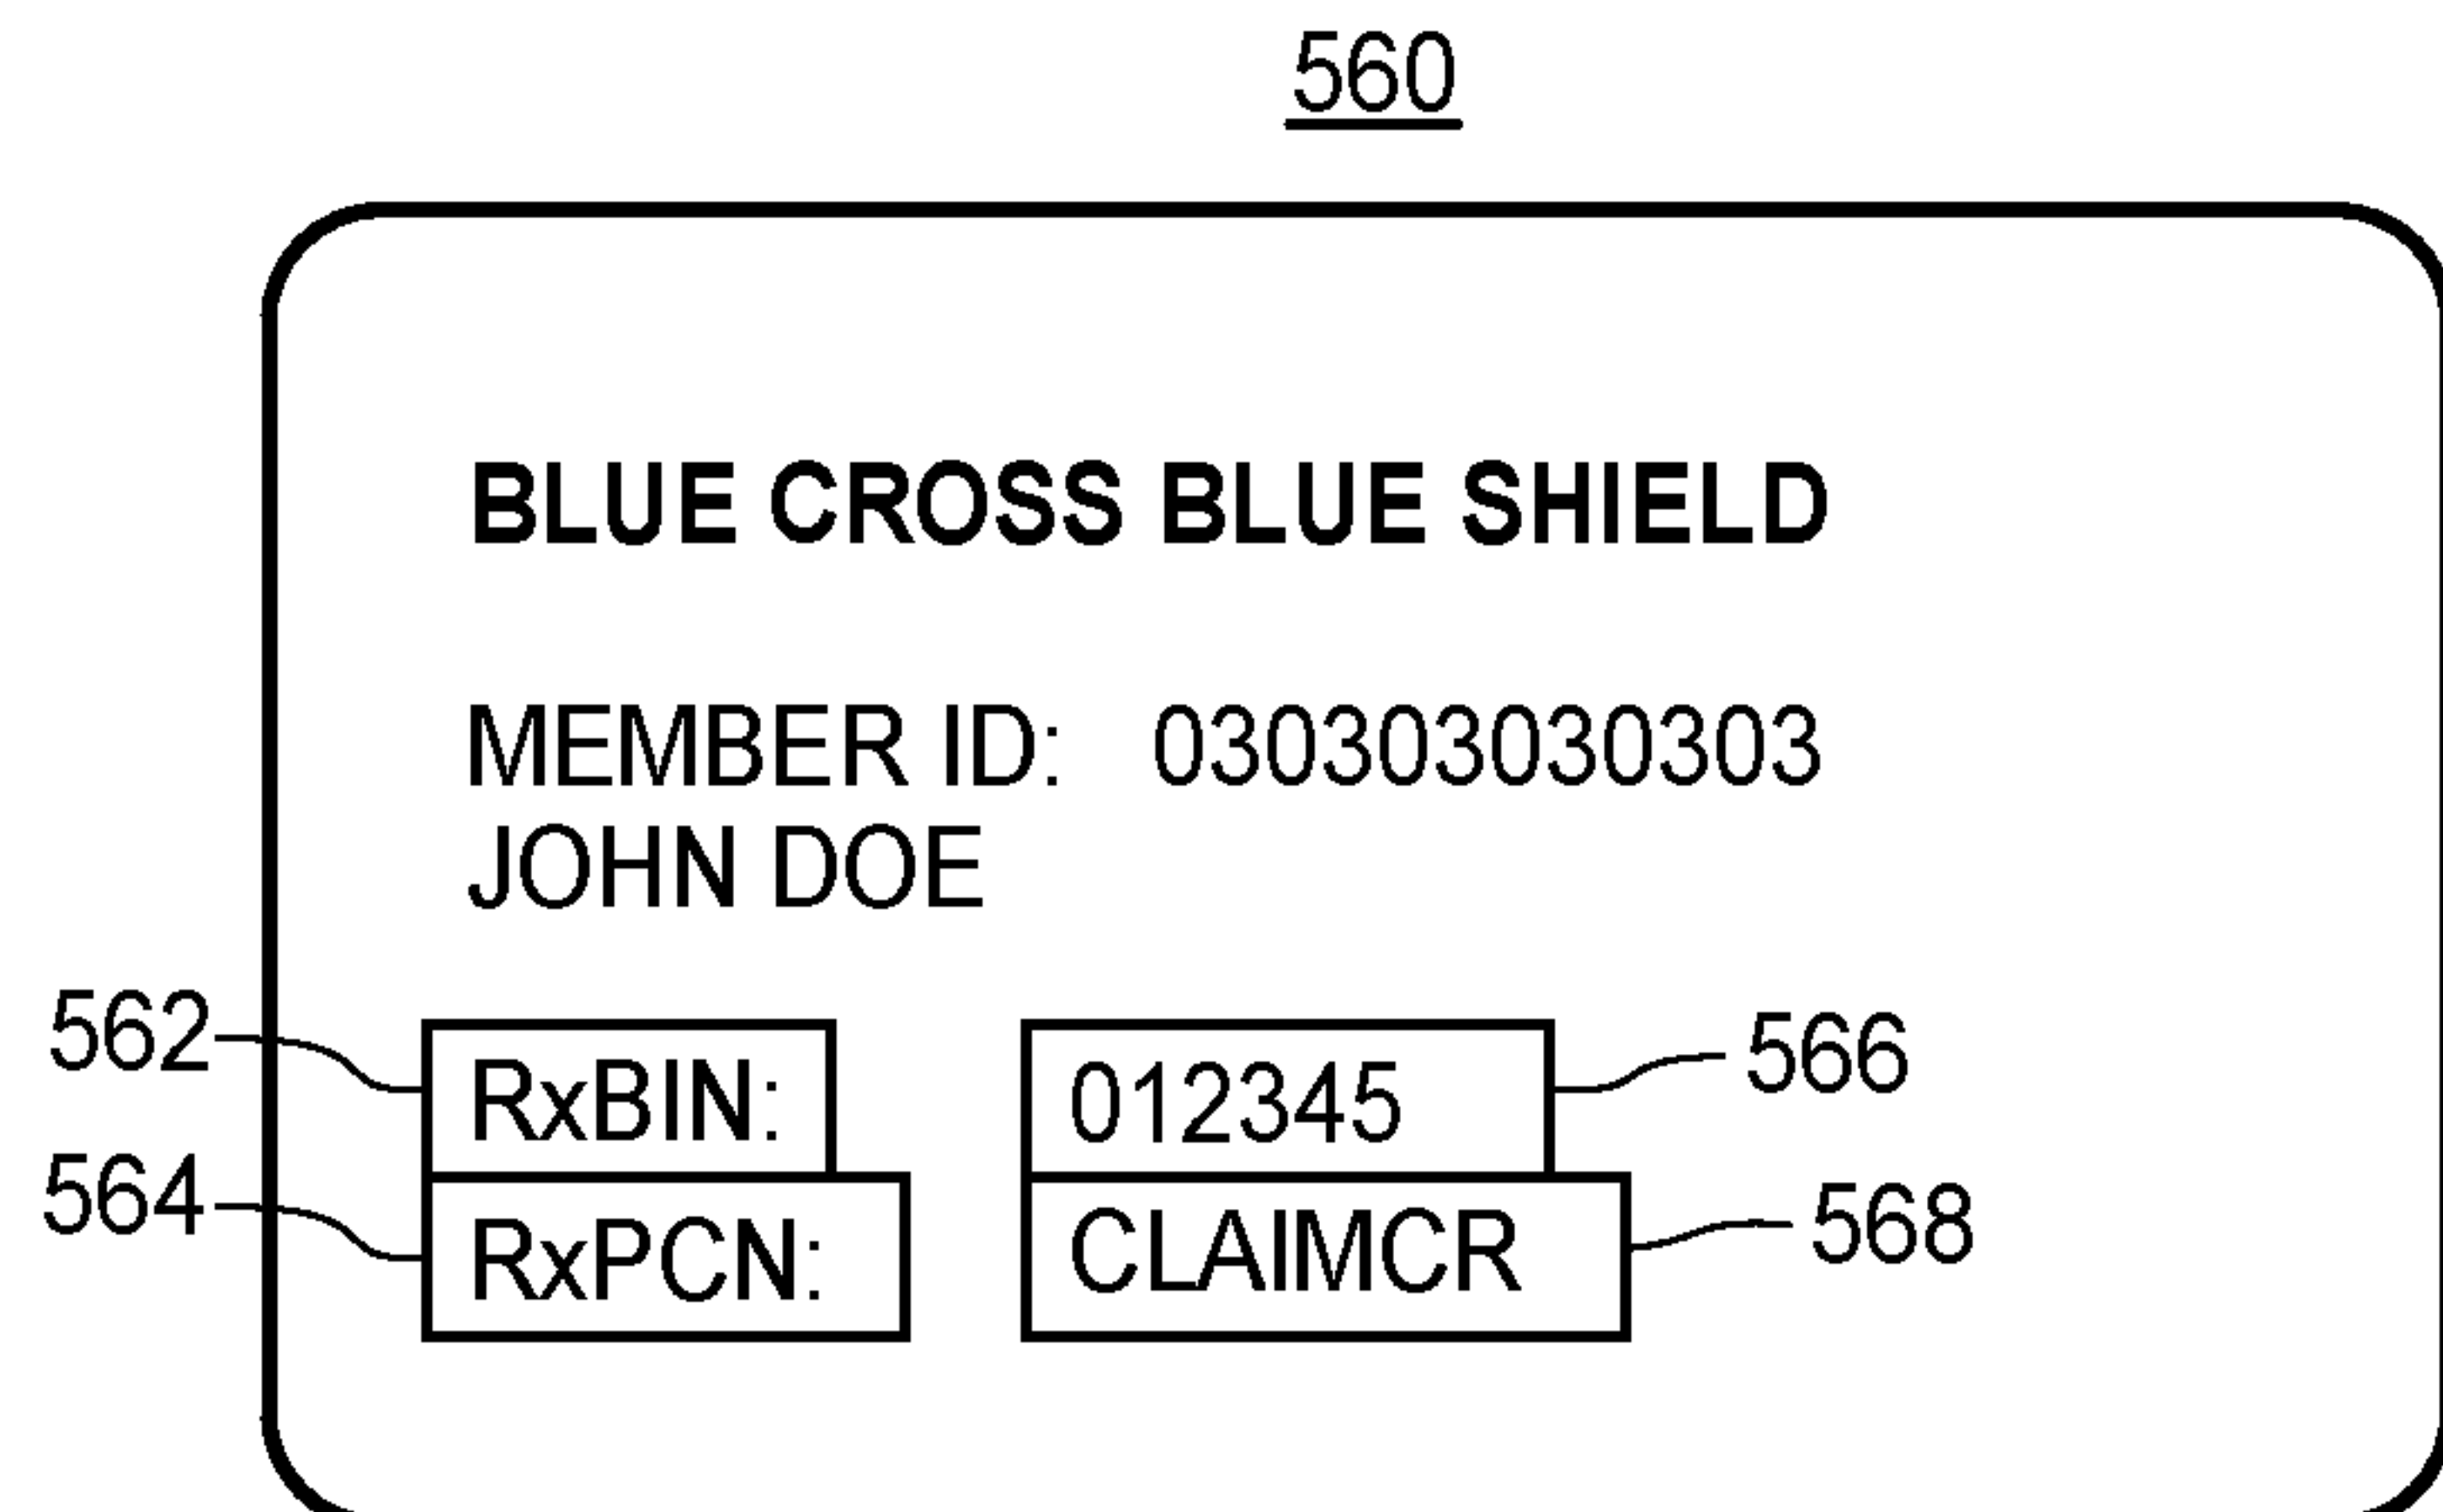 560
BLUE CROSS BLUE SHIELD
MEMBER ID: 030303030303
JOHN DOE
562 RxBIN: 012345 566
564 RxPCN: CLAIMCR 568